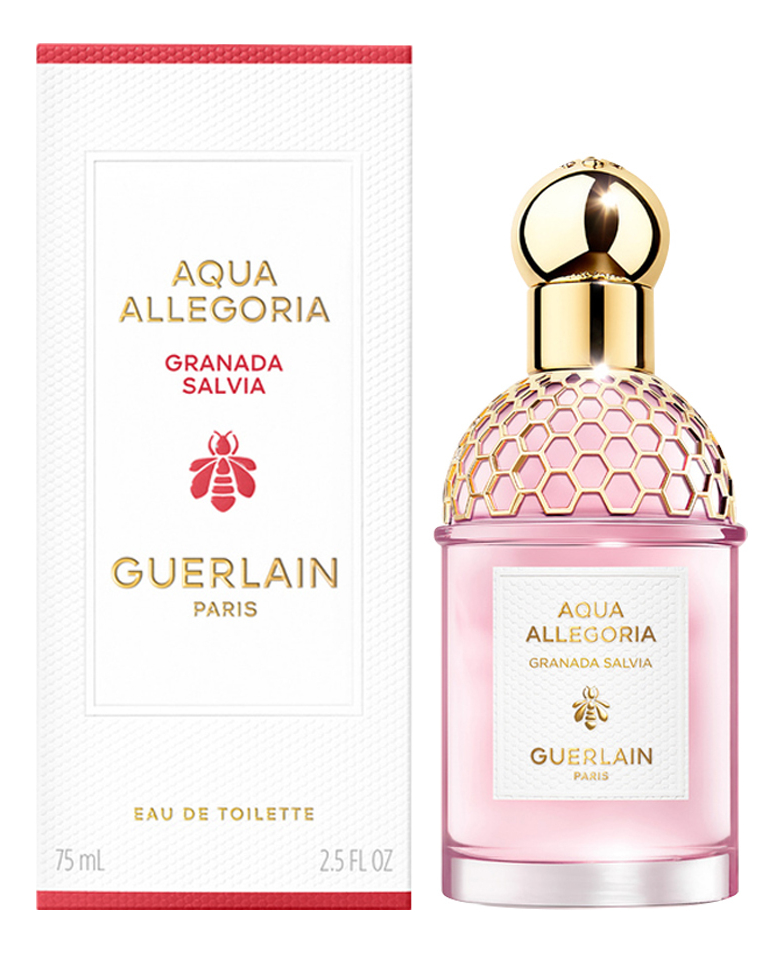 AQUA
ALLEGORIA
GRANADA
SALVIA
GUERLAIN
PARIS
EAU DE TOILETTE
75 mL 2.5 FL OZ
AQUA
ALLEGORIA
GRANADA SALVIA
GUERLAIN
PARIS